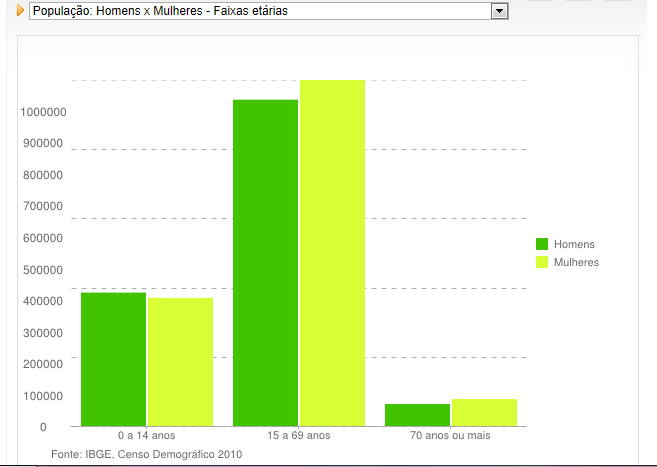 População: Homens x Mulheres - Faixas etárias
1000000
900000
800000
700000
600000
500000
400000
300000
200000
100000
0
Homens
Mulheres
0 a 14 anos
15 a 69 anos
70 anos ou mais
Fonte: IBGE, Censo Demográfico 2010